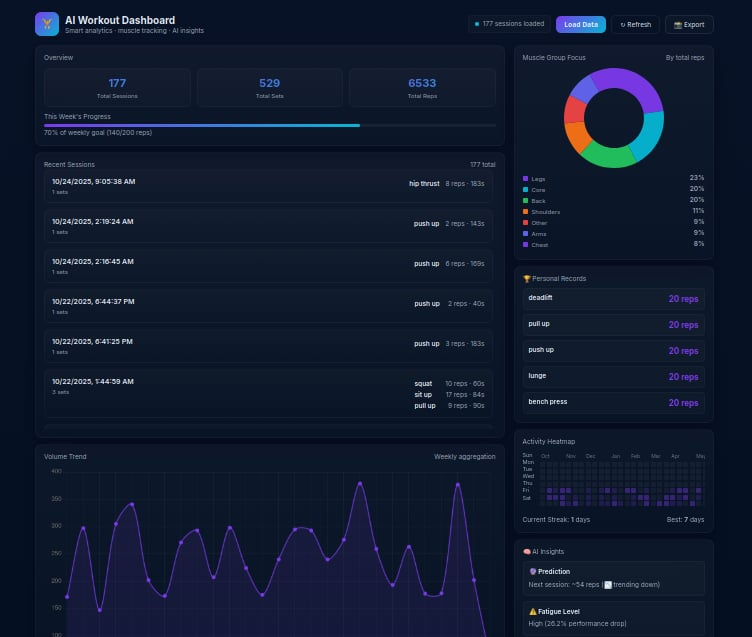 AI Workout Dashboard
Smart analytics · muscle tracking · AI insights
177 sessions loaded
Load Data
↻ Refresh
📸 Export
Overview
177
Total Sessions
529
Total Sets
6533
Total Reps
This Week's Progress
70% of weekly goal (140/200 reps)
Recent Sessions 177 total
10/24/2025, 9:05:38 AM
1 sets
hip thrust 8 reps · 183s
10/24/2025, 2:19:24 AM
1 sets
push up 2 reps · 143s
10/24/2025, 2:16:45 AM
1 sets
push up 6 reps · 169s
10/22/2025, 6:44:37 PM
1 sets
push up 2 reps · 40s
10/22/2025, 6:41:25 PM
1 sets
push up 3 reps · 183s
10/22/2025, 1:44:59 AM
3 sets
squat 10 reps · 60s
sit up 17 reps · 84s
pull up 9 reps · 90s
Volume Trend Weekly aggregation
400
350
300
250
200
150
100
Muscle Group Focus By total reps
Legs 23%
Core 20%
Back 20%
Shoulders 11%
Other 9%
Arms 9%
Chest 8%
🏆 Personal Records
deadlift 20 reps
pull up 20 reps
push up 20 reps
lunge 20 reps
bench press 20 reps
Activity Heatmap
Oct Nov Dec Jan Feb Mar Apr May
Sun
Mon
Tue
Wed
Thu
Fri
Sat
Current Streak: 1 days Best: 7 days
🧠 AI Insights
🔮 Prediction
Next session: ~54 reps (📉 trending down)
⚠️ Fatigue Level
High (26.2% performance drop)